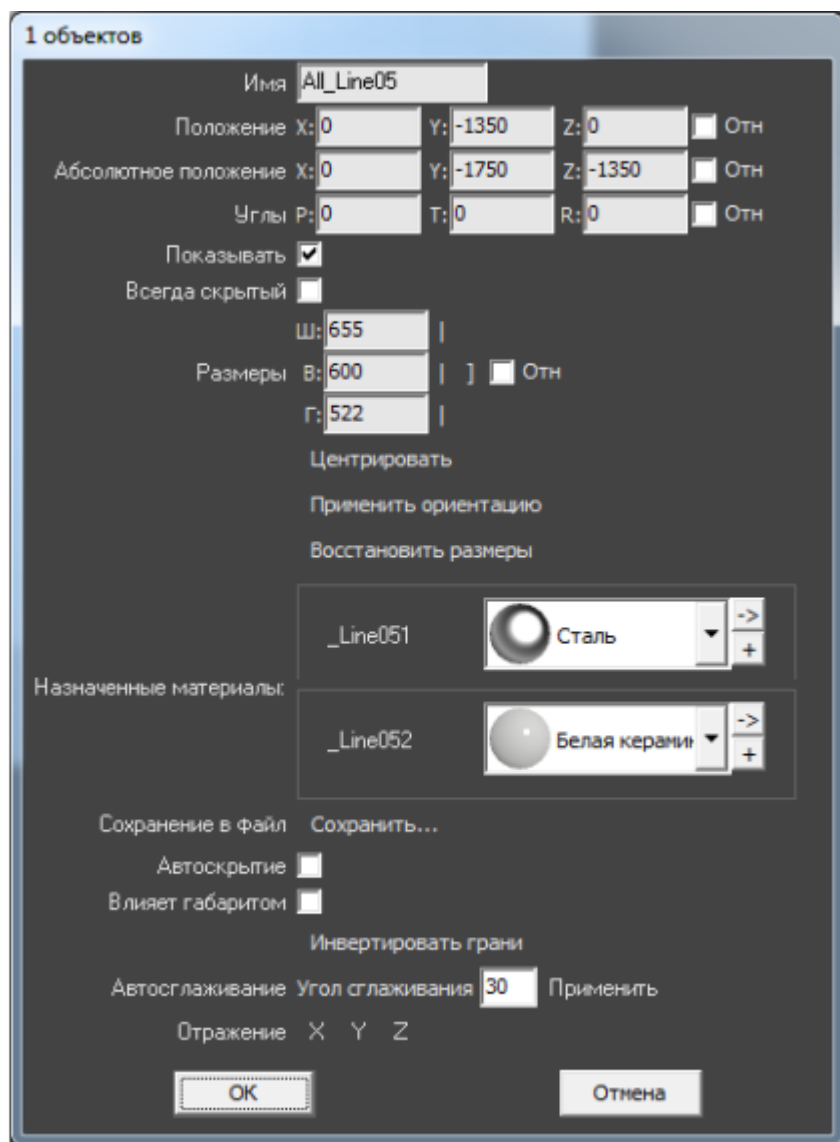 1 объектов
Имя All_Line05
Положение X: 0 Y: -1350 Z: 0 Отн
Абсолютное положение X: 0 Y: -1750 Z: -1350 Отн
Углы P: 0 T: 0 R: 0 Отн
Показывать
Всегда скрытый
Ш: 655 |
Размеры В: 600 | ] Отн
Г: 522 |
Центрировать
Применить ориентацию
Восстановить размеры
_Line051 Сталь ->
+
Назначенные материалы:
_Line052 Белая керамик ->
+
Сохранение в файл Сохранить...
Автоскрытие
Влияет габаритом
Инвертировать грани
Автосглаживание Угол сглаживания 30 Применить
Отражение X Y Z
OK Отмена